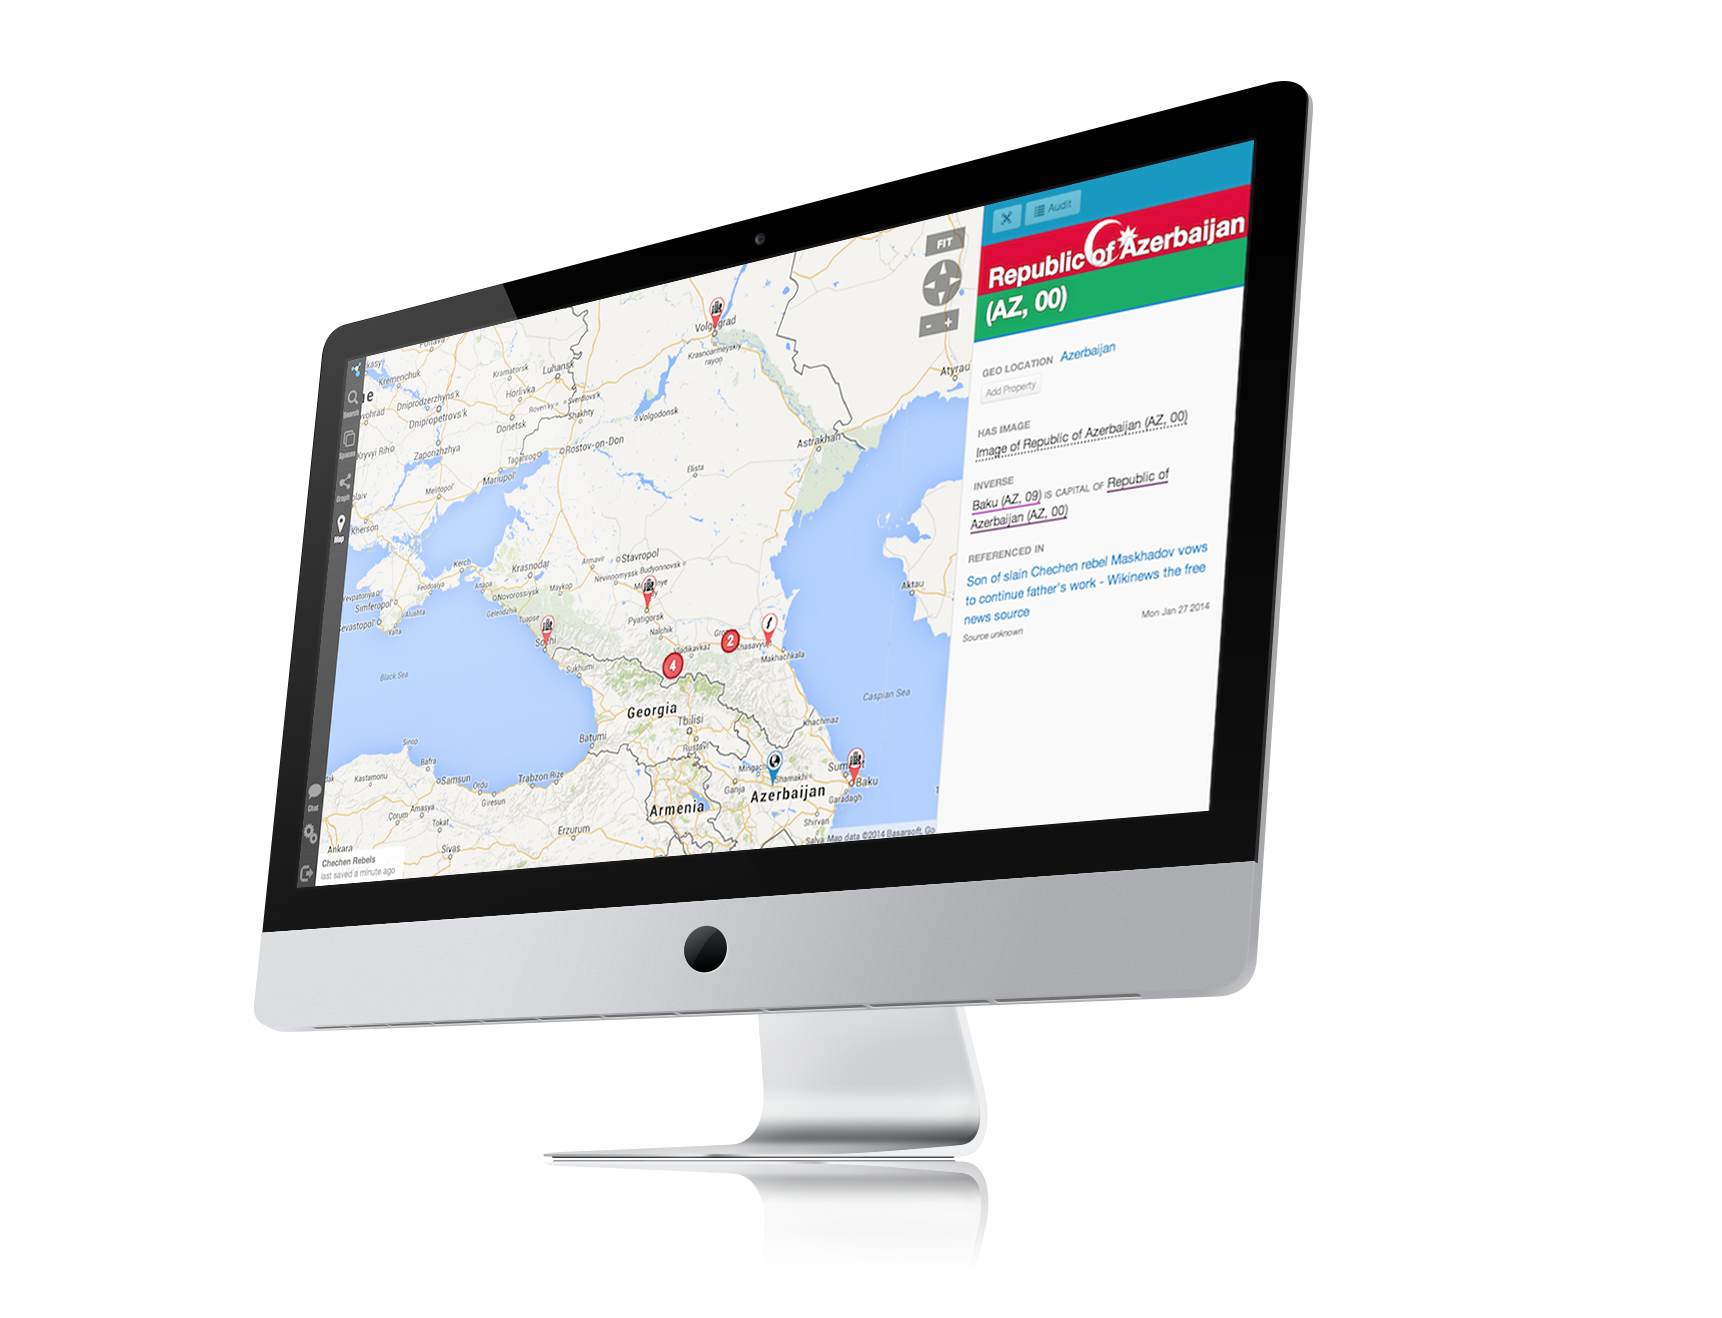 FIT
- +
Audit
Republic of Azerbaijan
(AZ, 00)
GEO LOCATION Azerbaijan
Add Property
HAS IMAGE
Image of Republic of Azerbaijan (AZ, 00)
INVERSE
Baku (AZ, 09) IS CAPITAL OF Republic of
Azerbaijan (AZ, 00)
REFERENCED IN
Son of slain Chechen rebel Maskhadov vows
to continue father's work - Wikinews the free
news source
Mon Jan 27 2014
Source unknown
Search
Graph
Map
Chat
Kremenchuk
Kramatorsk
Luhansk
Dniprodzerzhyns'k
Horlivka
Dnipropetrovs'k
Donetsk
Shakhty
Volgodonsk
Volgograd
Krasnoarmeyskiy
rayon
Atyrau
Kryvyi Rih
Zaporizhzhya
Taganrog
Rostov-on-Don
Astrakhan
Elista
Melitopol'
Mariupol'
Kherson
Kerch
Krasnodar
Armavir
Stavropol
Nevinnomyssk
Budyonnovsk
Aktau
Yevpatoriya
Feodosiya
Anapa
Simferopol'
Novorossiysk
Maykop
Sevastopol'
Alushta
Yalta
Gelendzhik
Tuapse
Pyatigorsk
Nalchik
Sochi
Vladikavkaz
Khasavyurt
Makhachkala
2
4
Black Sea
Sukhumi
Caspian Sea
Georgia
Tbilisi
Khachmaz
Batumi
Rustavi
Sinop
Bafra
Kastamonu
Samsun
Ordu
Giresun
Trabzon
Rize
Ganja
Shamakhi
Baku
Azerbaijan
Garadagh
Armenia
Shirvan
Amasya
Çorum
Tokat
Erzurum
Sivas
Ankara
Map data ©2014 Basarsoft, Go
Chechen Rebels
last saved a minute ago